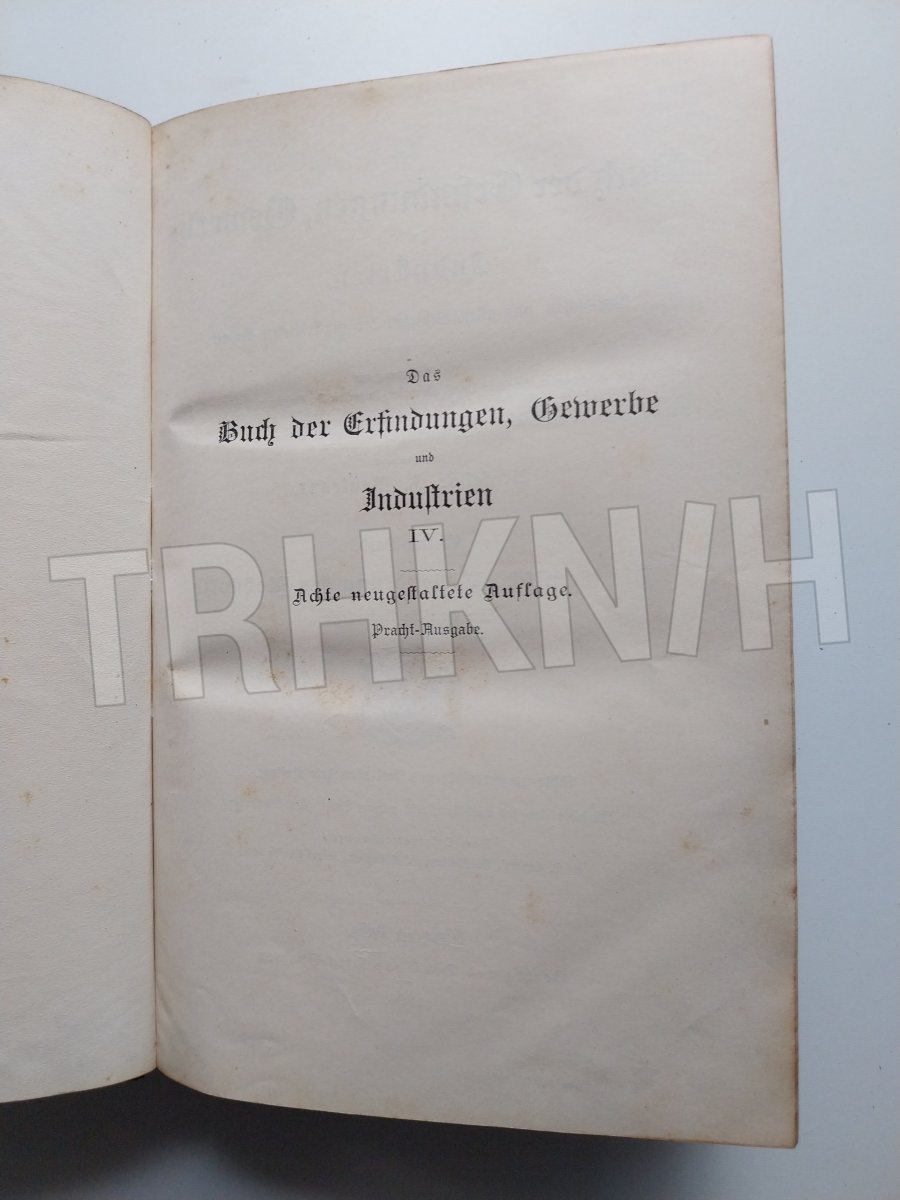 Das
Buch der Erfindungen, Gewerbe
und
Industrien
IV.
Achte neugestaltete Auflage.
Pracht-Ausgabe.
TRHKN/H